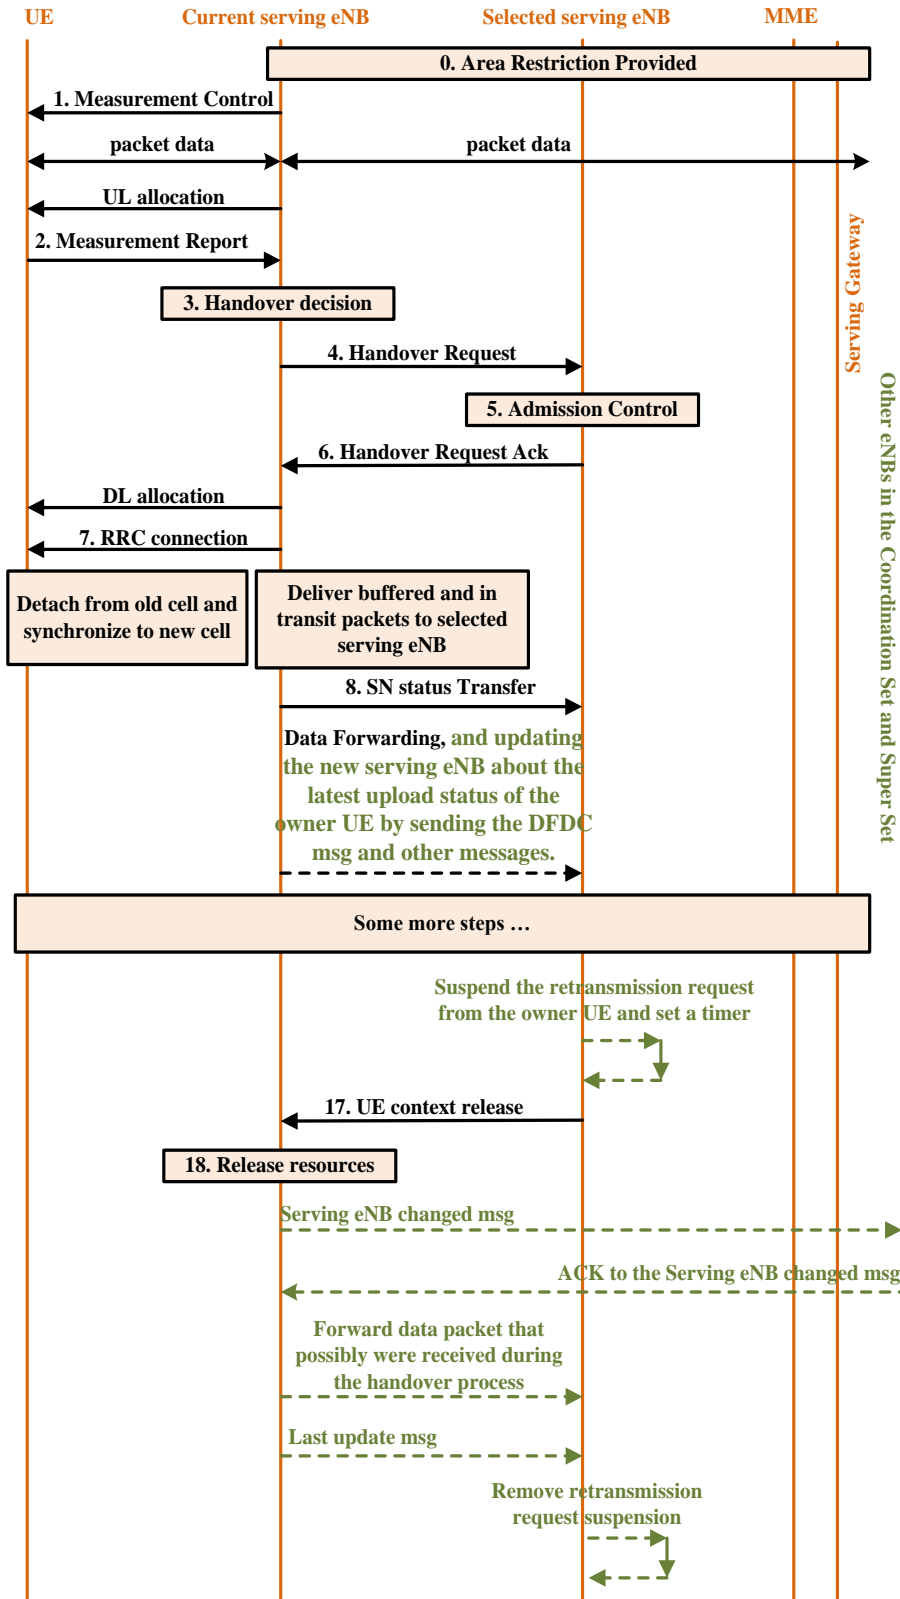 UE
Current serving eNB
Selected serving eNB
MME
0. Area Restriction Provided
1. Measurement Control
packet data
packet data
UL allocation
2. Measurement Report
Serving Gateway
3. Handover decision
4. Handover Request
Other eNBs in the Coordination Set and Super Set
5. Admission Control
6. Handover Request Ack
DL allocation
7. RRC connection
Detach from old cell and
synchronize to new cell
Deliver buffered and in
transit packets to selected
serving eNB
8. SN status Transfer
Data Forwarding, and updating
the new serving eNB about the
latest upload status of the
owner UE by sending the DFDC
msg and other messages.
Some more steps …
Suspend the retransmission request
from the owner UE and set a timer
17. UE context release
18. Release resources
Serving eNB changed msg
ACK to the Serving eNB changed msg
Forward data packet that
possibly were received during
the handover process
Last update msg
Remove retransmission
request suspension